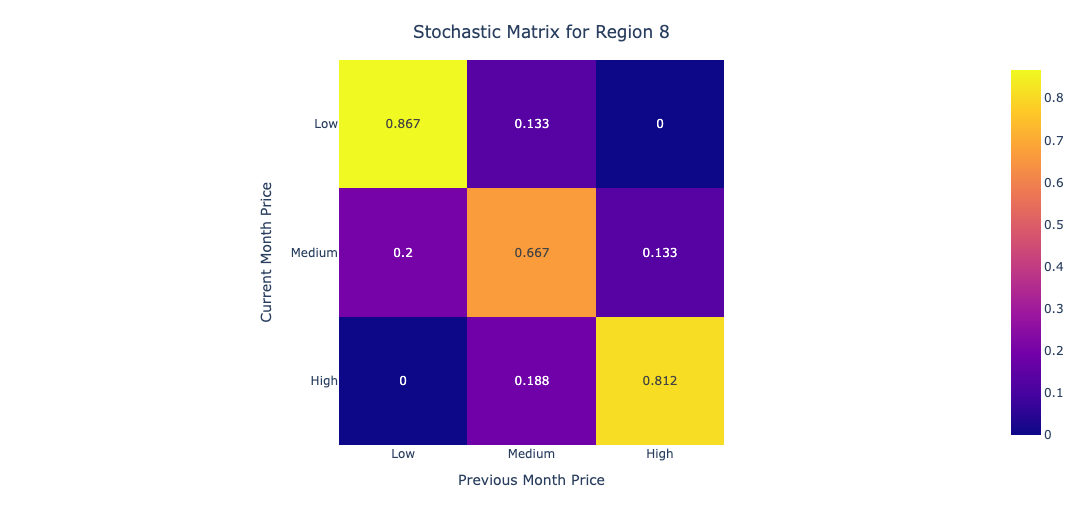 Stochastic Matrix for Region 8
Current Month Price
Low 0.867 0.133 0
Medium 0.2 0.667 0.133
High 0 0.188 0.812
Low Medium High
Previous Month Price
0.8
0.7
0.6
0.5
0.4
0.3
0.2
0.1
0